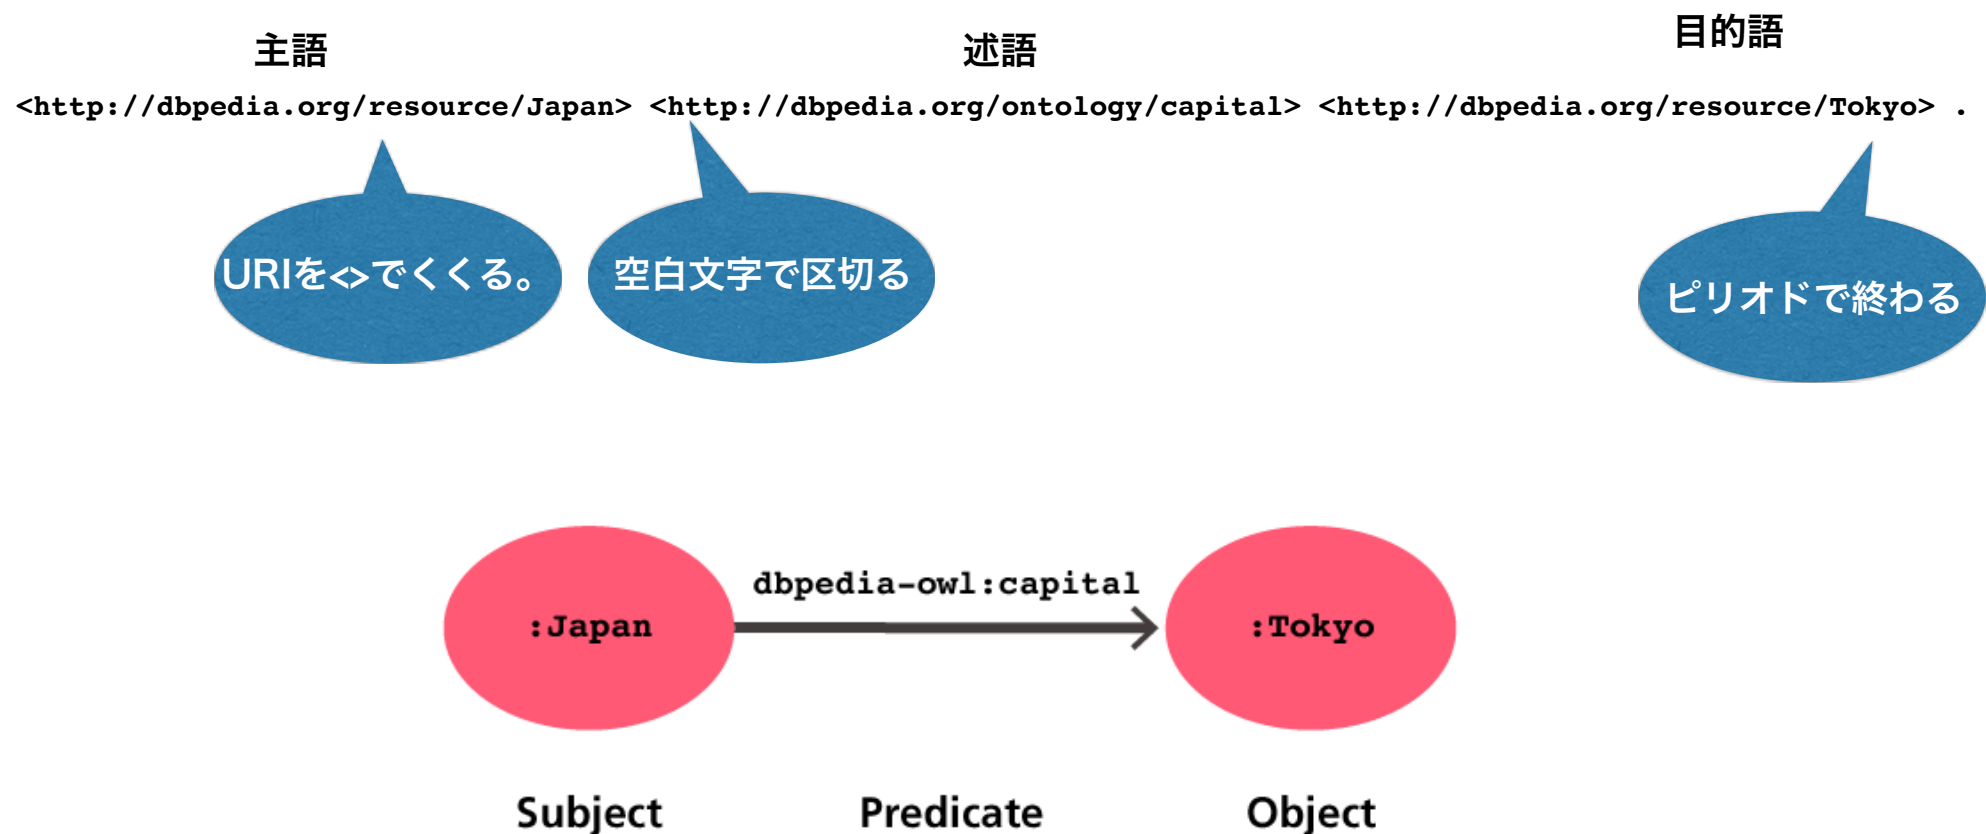 主語
述語
目的語
<http://dbpedia.org/resource/Japan> <http://dbpedia.org/ontology/capital> <http://dbpedia.org/resource/Tokyo> .
URIを<>でくくる。
空白文字で区切る
ピリオドで終わる
dbpedia-owl:capital
:Japan
:Tokyo
Subject
Predicate
Object